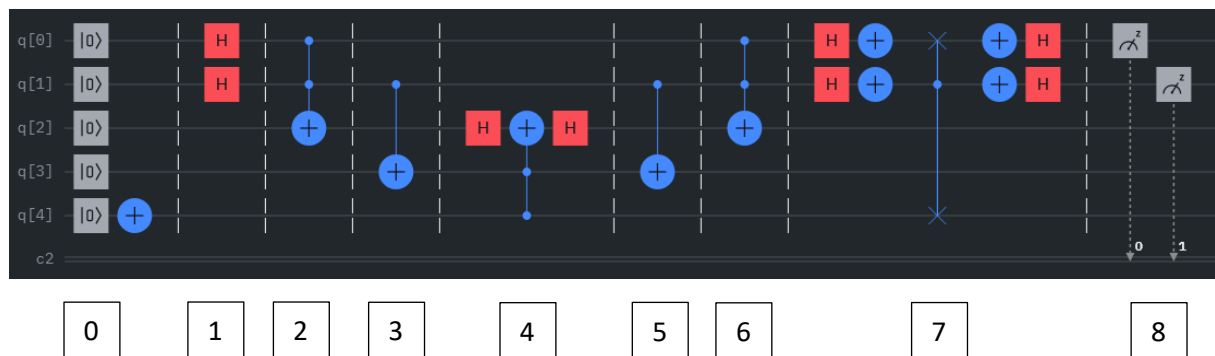 q[0] |0⟩ H H H z
q[1] |0⟩ H H H z
q[2] |0⟩ H H
q[3] |0⟩
q[4] |0⟩
c2 0 1
0 1 2 3 4 5 6 7 8